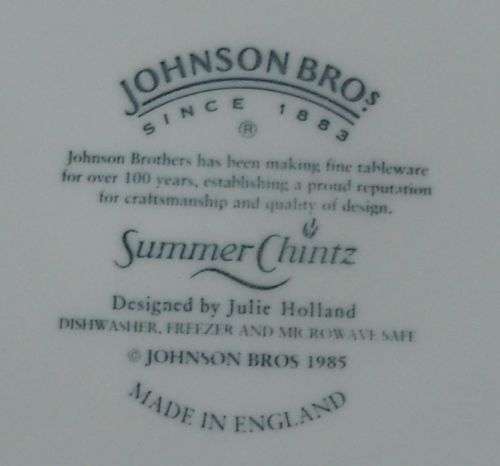 JOHNSON BROS
SINCE 1883
®
Johnson Brothers has been making fine tableware
for over 100 years, establishing a proud reputation
for craftsmanship and quality of design.
Summer Chintz
Designed by Julie Holland
DISHWASHER, FREEZER AND MICROWAVE SAFE
© JOHNSON BROS 1985
MADE IN ENGLAND